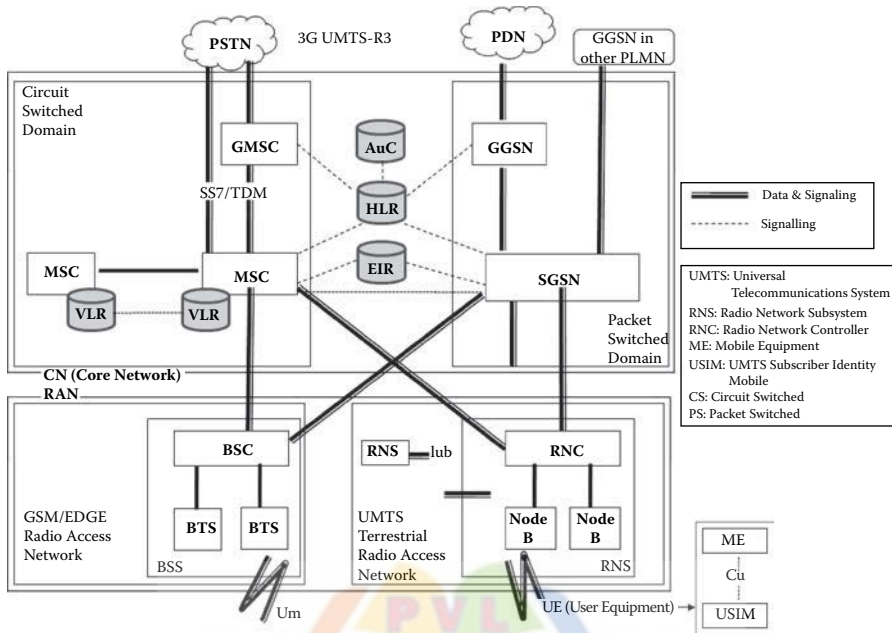 PSTN
3G UMTS-R3
PDN
GGSN in
other PLMN
Circuit
Switched
Domain
GMSC
AuC
GGSN
SS7/TDM
HLR
MSC
MSC
EIR
SGSN
VLR
VLR
Packet
Switched
Domain
CN (Core Network)
RAN
Data & Signaling
Signalling
UMTS: Universal
Telecommunications System
RNS: Radio Network Subsystem
RNC: Radio Network Controller
ME: Mobile Equipment
USIM: UMTS Subscriber Identity
Mobile
CS: Circuit Switched
PS: Packet Switched
BSC
RNS
lub
RNC
GSM/EDGE
Radio Access
Network
BTS
BTS
BSS
UMTS
Terrestrial
Radio Access
Network
Node
B
Node
B
RNS
Um
UE (User Equipment)
ME
Cu
USIM
PVL